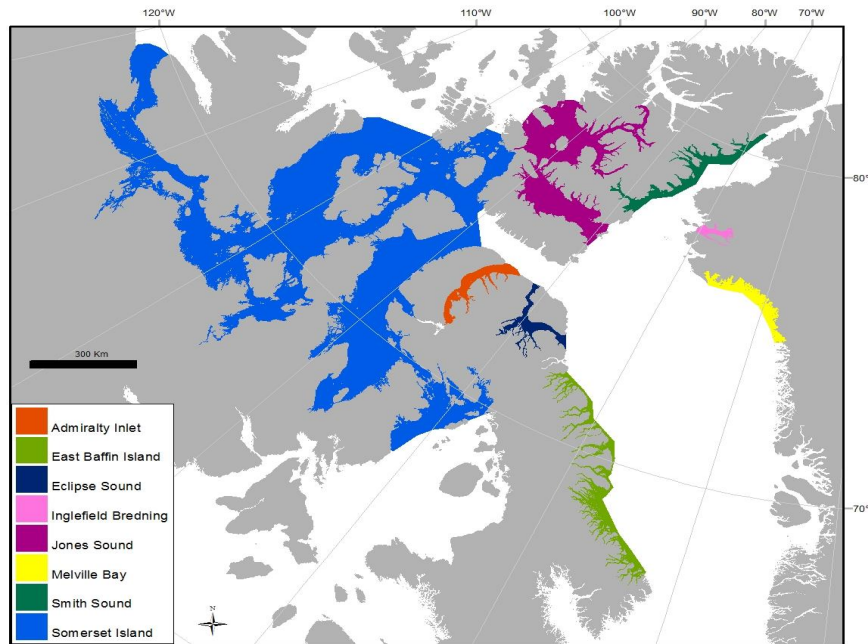 120°W 110°W 100°W 90°W 80°W 70°W
80°
70°
300 Km
Admiralty Inlet
East Baffin Island
Eclipse Sound
Inglefield Bredning
Jones Sound
Melville Bay
Smith Sound
Somerset Island
N